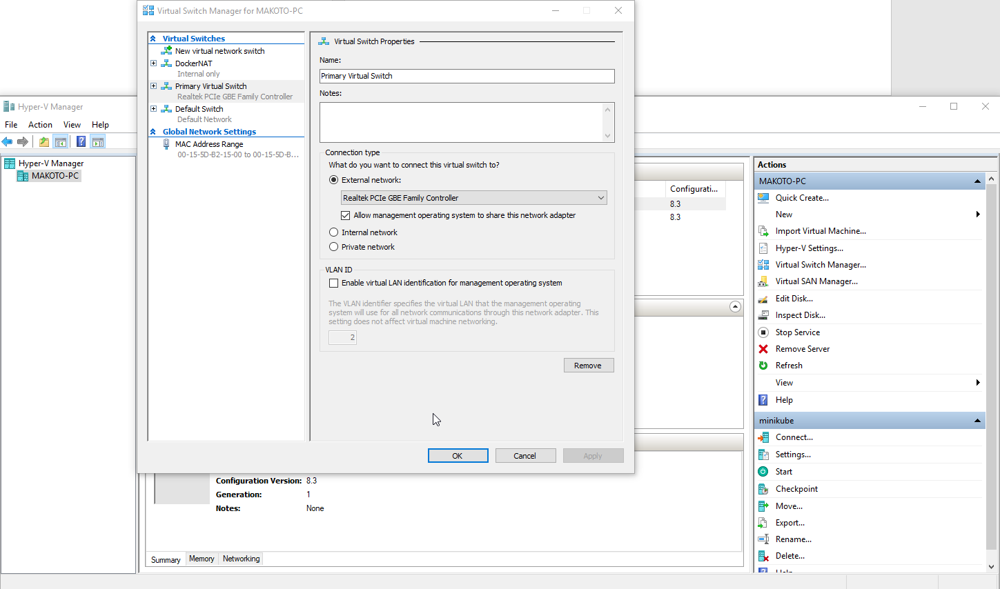 Virtual Switch Manager for MAKOTO-PC
Virtual Switches
New virtual network switch
DockerNAT
Internal only
Primary Virtual Switch
Realtek PCIe GBE Family Controller
Default Switch
Default Network
Global Network Settings
MAC Address Range
00-15-5D-B2-15-00 to 00-15-5D-B...
Virtual Switch Properties
Name:
Primary Virtual Switch
Notes:
Connection type
What do you want to connect this virtual switch to?
External network:
Realtek PCIe GBE Family Controller
Allow management operating system to share this network adapter
Internal network
Private network
VLAN ID
Enable virtual LAN identification for management operating system
The VLAN identifier specifies the virtual LAN that the management operating
system will use for all network communications through this network adapter. This
setting does not affect virtual machine networking.
2
Remove
OK
Cancel
Apply
Hyper-V Manager
File Action View Help
Hyper-V Manager
MAKOTO-PC
Configurati...
8.3
8.3
Configuration Version: 8.3
Generation: 1
Notes: None
Summary Memory Networking
Actions
MAKOTO-PC
Quick Create...
New
Import Virtual Machine...
Hyper-V Settings...
Virtual Switch Manager...
Virtual SAN Manager...
Edit Disk...
Inspect Disk...
Stop Service
Remove Server
Refresh
View
Help
minikube
Connect...
Settings...
Start
Checkpoint
Move...
Export...
Rename...
Delete...
Help